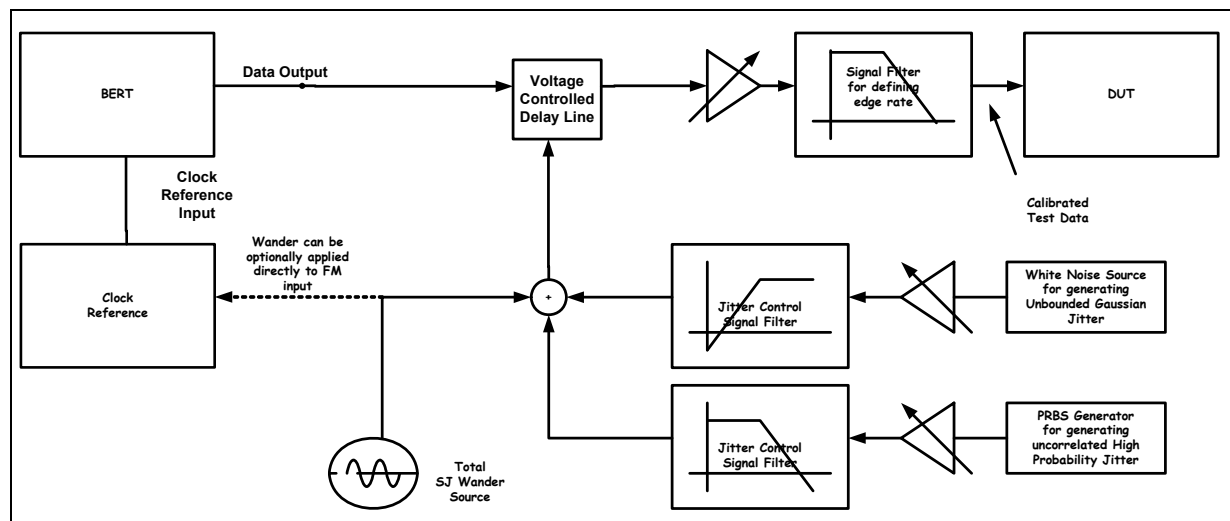 BERT
Data Output
Voltage
Controlled
Delay Line
Signal Filter
for defining
edge rate
DUT
Clock
Reference
Input
Calibrated
Test Data
Wander can be
optionally applied
directly to FM
input
Clock
Reference
+
Jitter Control
Signal Filter
White Noise Source
for generating
Unbounded Gaussian
Jitter
Jitter Control
Signal Filter
PRBS Generator
for generating
uncorrelated High
Probability Jitter
Total
SJ Wander
Source